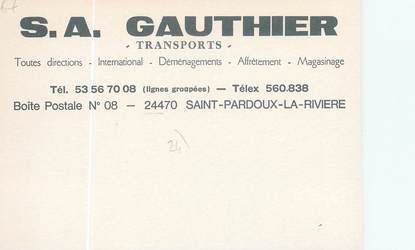 S.A. GAUTHIER
- TRANSPORTS -
Toutes directions - International - Déménagements - Affrètement - Magasinage
Tél. 53 56 70 08 (lignes groupées) — Télex 560.838
Boîte Postale N° 08 — 24470 SAINT-PARDOUX-LA-RIVIERE
24)